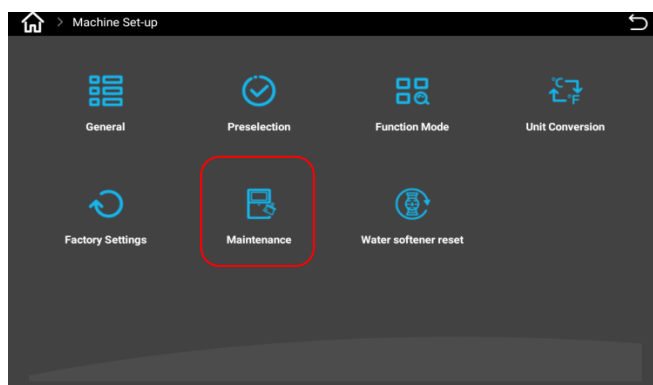 > Machine Set-up
General
Preselection
Function Mode
Unit Conversion
°C
°F
Factory Settings
Maintenance
Water softener reset